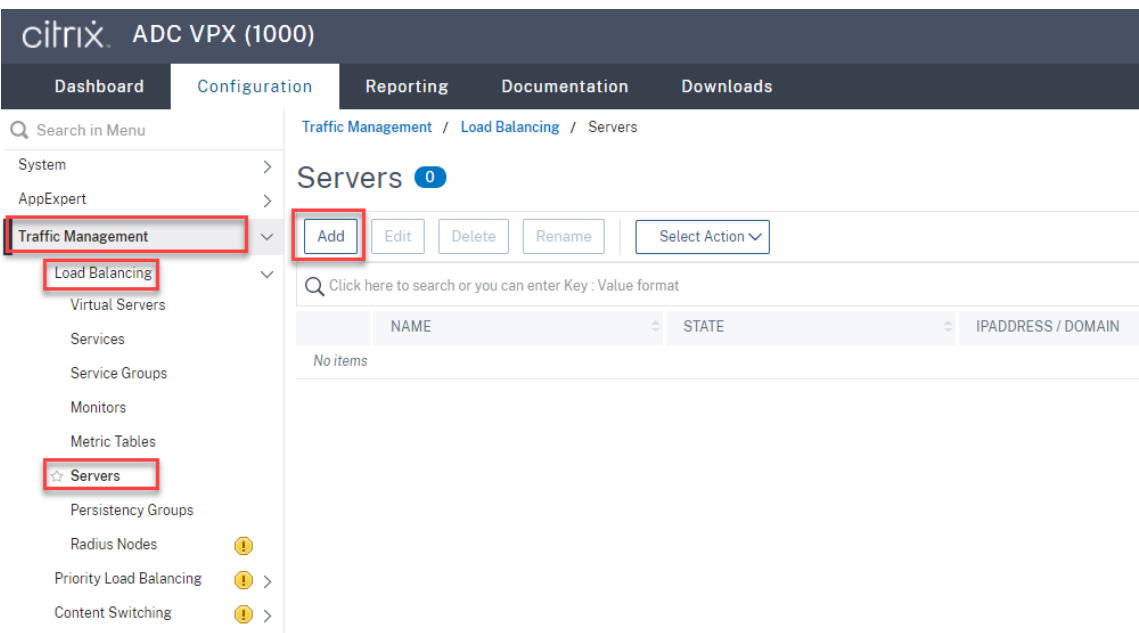 citrix. ADC VPX (1000)
Dashboard Configuration Reporting Documentation Downloads
Search in Menu
System
AppExpert
Traffic Management
Load Balancing
Virtual Servers
Services
Service Groups
Monitors
Metric Tables
Servers
Persistency Groups
Radius Nodes
Priority Load Balancing
Content Switching
Traffic Management / Load Balancing / Servers
Servers 0
Add Edit Delete Rename Select Action
Click here to search or you can enter Key : Value format
NAME STATE IPADDRESS / DOMAIN
No items